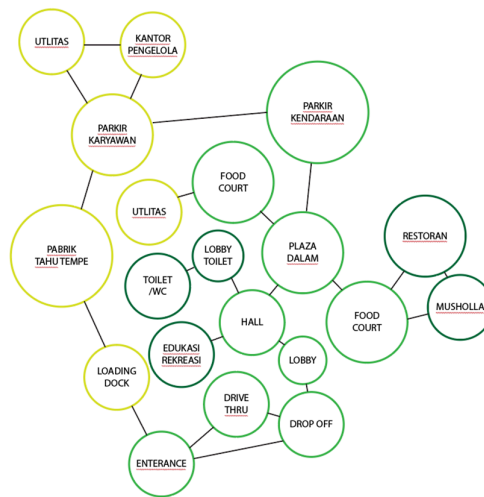 UTLITAS
KANTOR
PENGELOLA
PARKIR
KARYAWAN
PARKIR
KENDARAAN
FOOD
COURT
UTLITAS
PABRIK
TAHU TEMPE
LOBBY
TOILET
PLAZA
DALAM
RESTORAN
TOILET
/WC
MUSHOLLA
HALL
FOOD
COURT
EDUKASI
REKREASI
LOBBY
LOADING
DOCK
DRIVE
THRU
DROP OFF
ENTERANCE